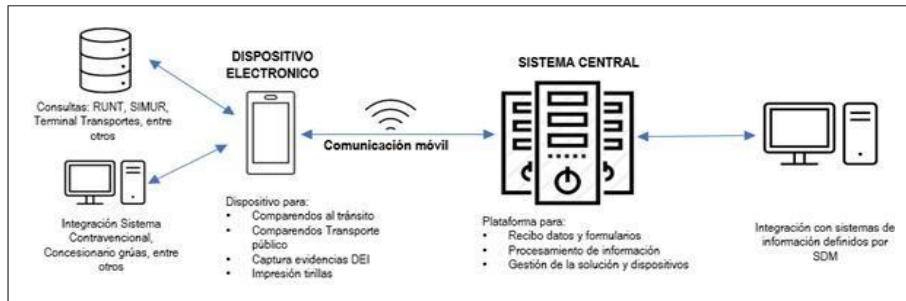 Consultas: RUNT, SIMUR,
Terminal Transportes, entre
otros
Integración Sistema
Contravencional,
Concesionario grúas, entre
otros
DISPOSITIVO
ELECTRONICO
Dispositivo para:
• Comparendos al tránsito
• Comparendos Transporte
público
• Captura evidencias DEI
• Impresión tirillas
Comunicación móvil
SISTEMA CENTRAL
Plataforma para:
• Recibo datos y formularios
• Procesamiento de información
• Gestión de la solución y dispositivos
Integración con sistemas de
información definidos por
SDM